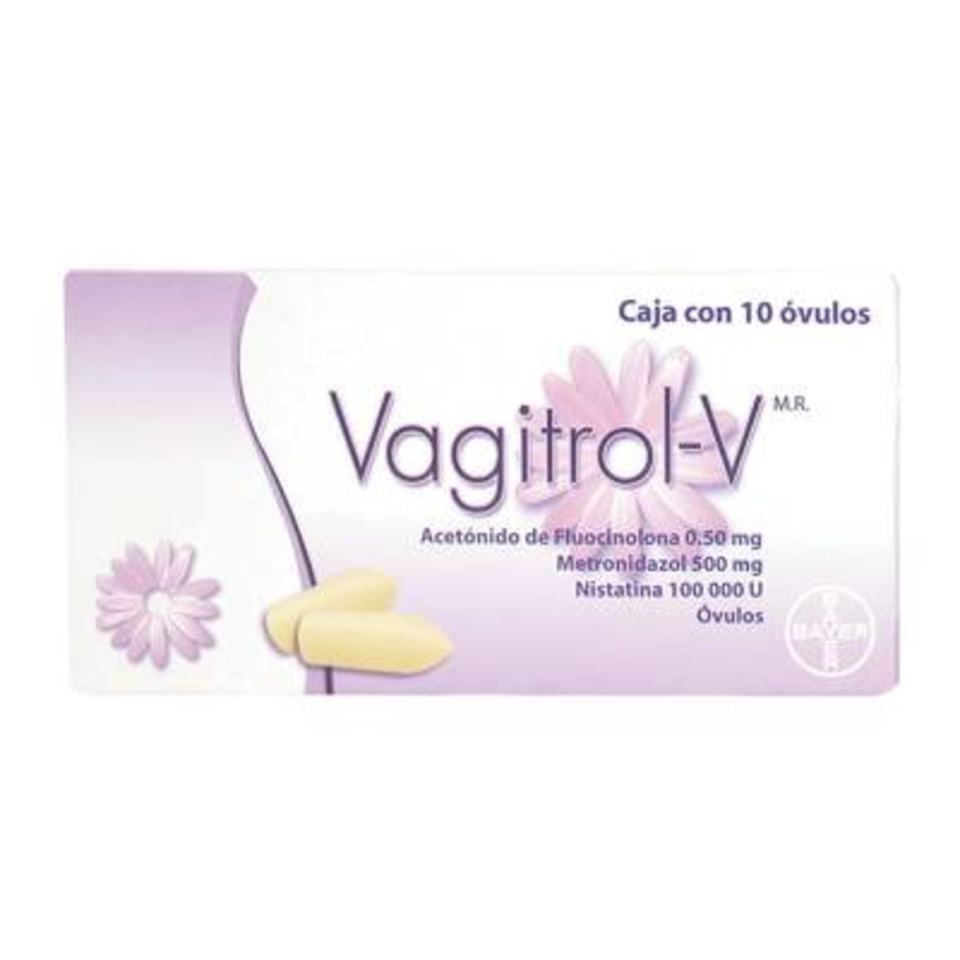 Caja con 10 óvulos
Vagitrol-V M.R.
Acetónido de Fluocinolona 0.50 mg
Metronidazol 500 mg
Nistatina 100 000 U
Óvulos
BAYER
BAYER